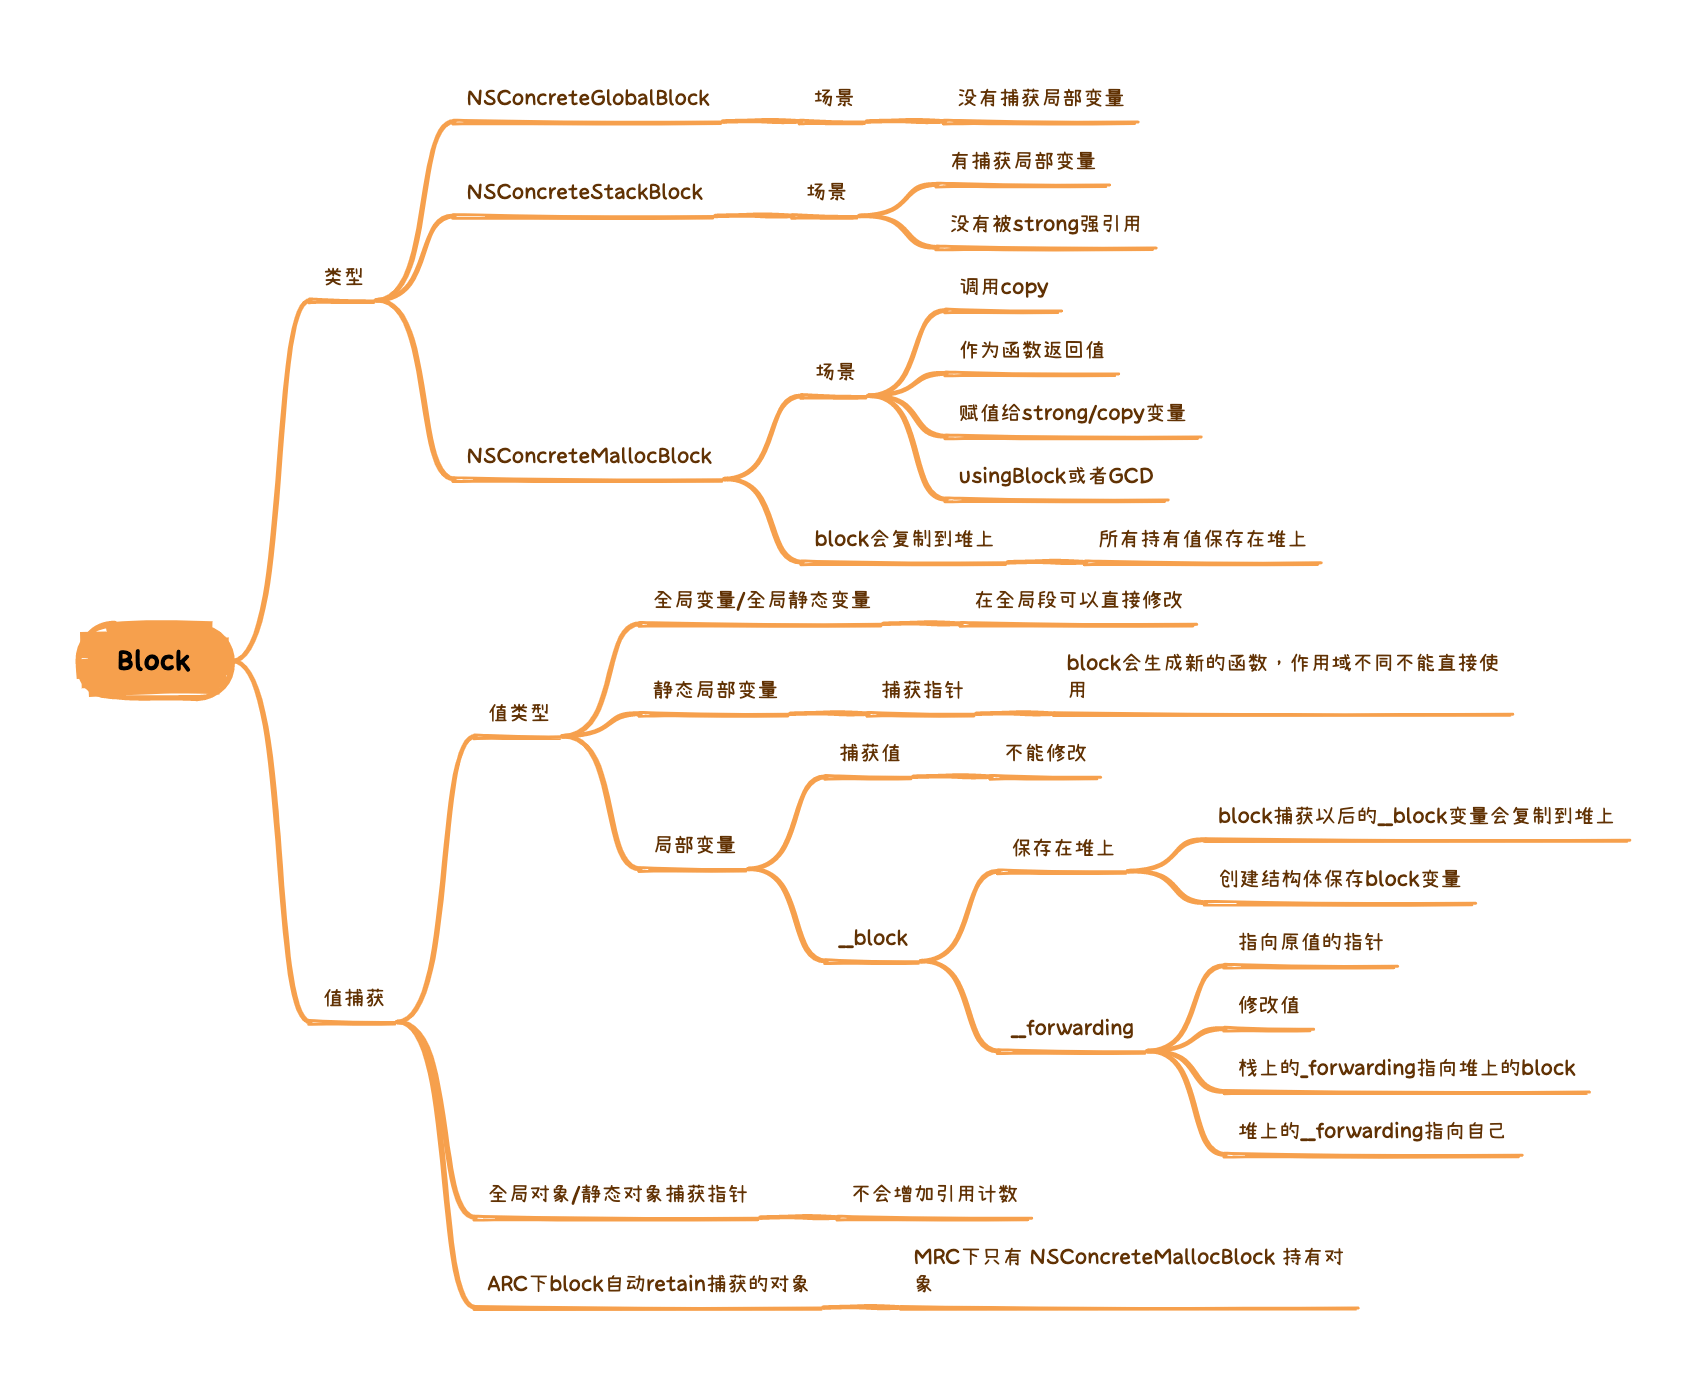 Block
类型
NSConcreteGlobalBlock
场景
没有捕获局部变量
NSConcreteStackBlock
场景
有捕获局部变量
没有被strong强引用
NSConcreteMallocBlock
场景
调用copy
作为函数返回值
赋值给strong/copy变量
usingBlock或者GCD
block会复制到堆上
所有持有值保存在堆上
值捕获
值类型
全局变量/全局静态变量
在全局段可以直接修改
静态局部变量
捕获指针
block会生成新的函数，作用域不同不能直接使
用
局部变量
捕获值
不能修改
__block
保存在堆上
block捕获以后的__block变量会复制到堆上
创建结构体保存block变量
__forwarding
指向原值的指针
修改值
栈上的_forwarding指向堆上的block
堆上的__forwarding指向自己
全局对象/静态对象捕获指针
不会增加引用计数
ARC下block自动retain捕获的对象
MRC下只有 NSConcreteMallocBlock 持有对
象